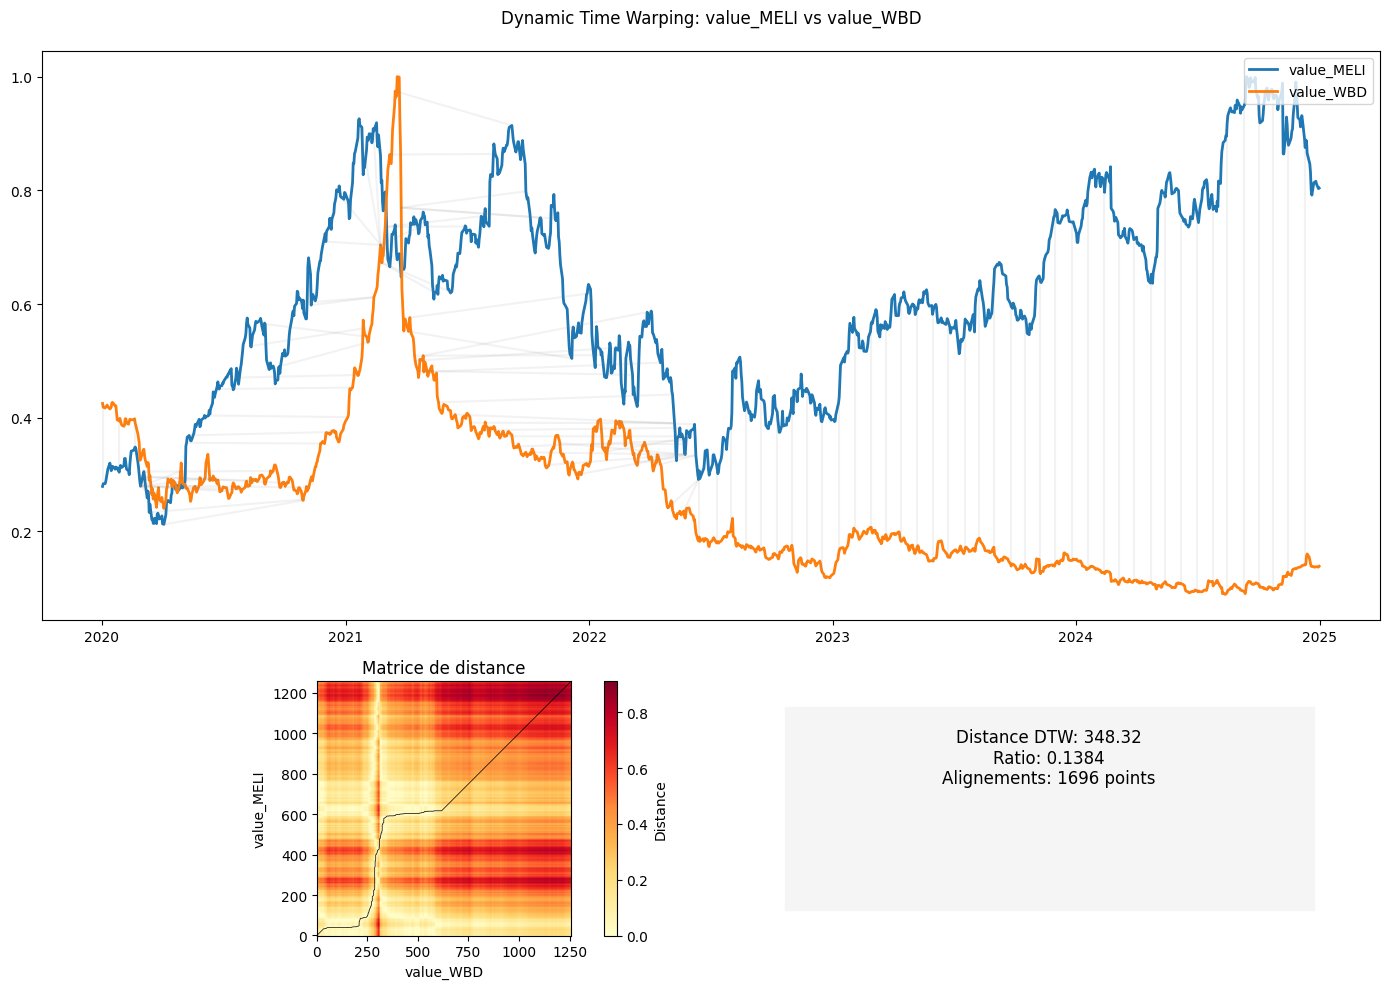 Dynamic Time Warping: value_MELI vs value_WBD
value_MELI
value_WBD
1.0
0.8
0.6
0.4
0.2
2020 2021 2022 2023 2024 2025
Matrice de distance
value_MELI
1200
1000
800
600
400
200
0
0 250 500 750 1000 1250
value_WBD
0.8
0.6
0.4
0.2
0.0
Distance
Distance DTW: 348.32
Ratio: 0.1384
Alignements: 1696 points